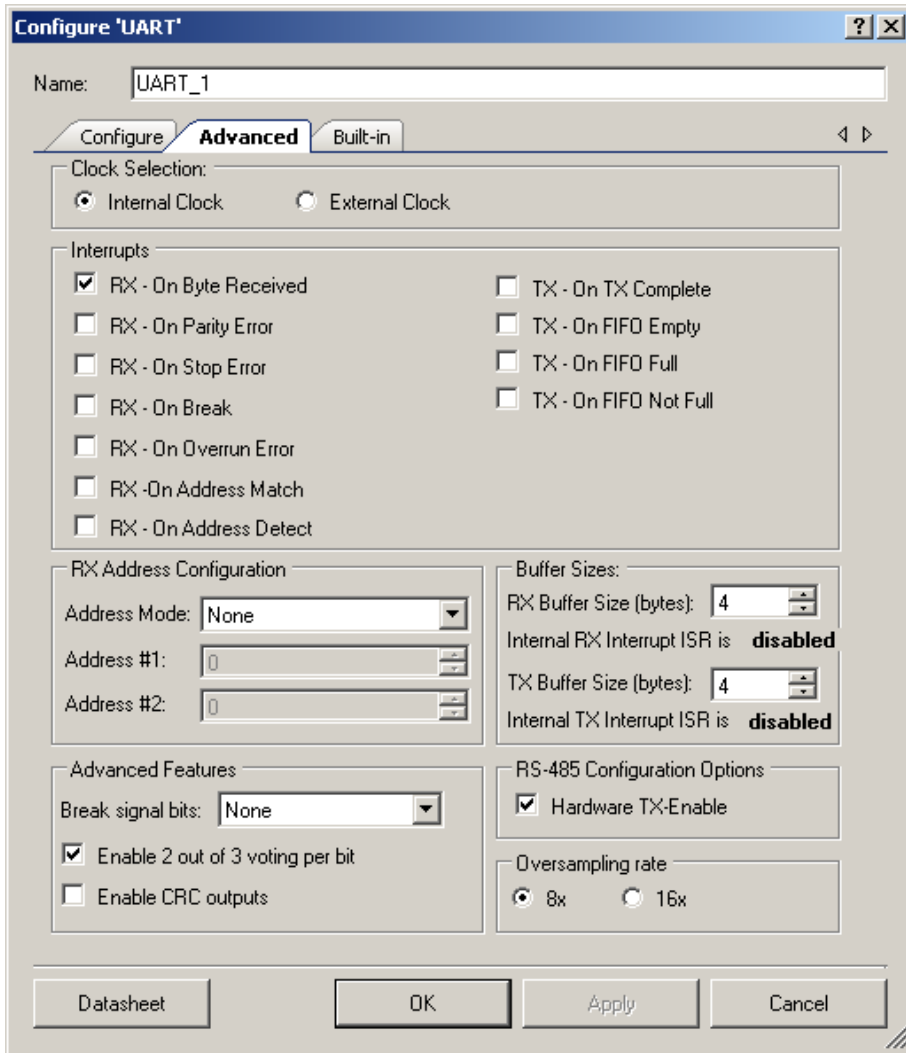 Configure 'UART'
Name: UART_1
Configure Advanced Built-in
Clock Selection:
Internal Clock External Clock
Interrupts
RX - On Byte Received
RX - On Parity Error
RX - On Stop Error
RX - On Break
RX - On Overrun Error
RX -On Address Match
RX - On Address Detect
TX - On TX Complete
TX - On FIFO Empty
TX - On FIFO Full
TX - On FIFO Not Full
RX Address Configuration
Address Mode: None
Address #1: 0
Address #2: 0
Buffer Sizes:
RX Buffer Size (bytes): 4
Internal RX Interrupt ISR is disabled
TX Buffer Size (bytes): 4
Internal TX Interrupt ISR is disabled
Advanced Features
Break signal bits: None
Enable 2 out of 3 voting per bit
Enable CRC outputs
RS-485 Configuration Options
Hardware TX-Enable
Oversampling rate
8x 16x
Datasheet OK Apply Cancel